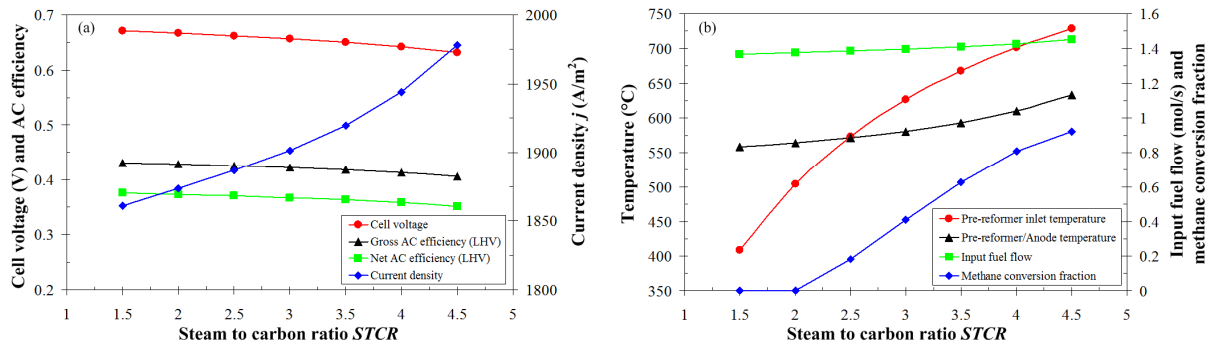 (a)
Cell voltage (V) and AC efficiency
0.7
0.6
0.5
0.4
0.3
0.2
1
1.5
2
2.5
3
3.5
4
4.5
5
Steam to carbon ratio STCR
2000
1950
1900
1850
1800
Current density j (A/m²)
Cell voltage
Gross AC efficiency (LHV)
Net AC efficiency (LHV)
Current density
(b)
Temperature (°C)
750
700
650
600
550
500
450
400
350
1
1.5
2
2.5
3
3.5
4
4.5
5
Steam to carbon ratio STCR
1.6
1.4
1.2
1
0.8
0.6
0.4
0.2
0
Input fuel flow (mol/s) and
methane conversion fraction
Pre-reformer inlet temperature
Pre-reformer/Anode temperature
Input fuel flow
Methane conversion fraction